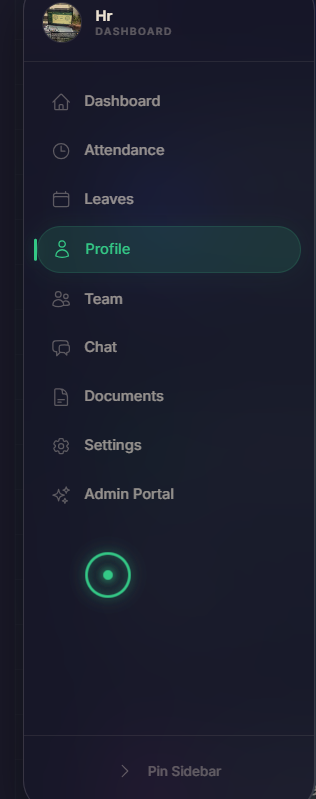 Hr
DASHBOARD
Dashboard
Attendance
Leaves
Profile
Team
Chat
Documents
Settings
Admin Portal
Pin Sidebar